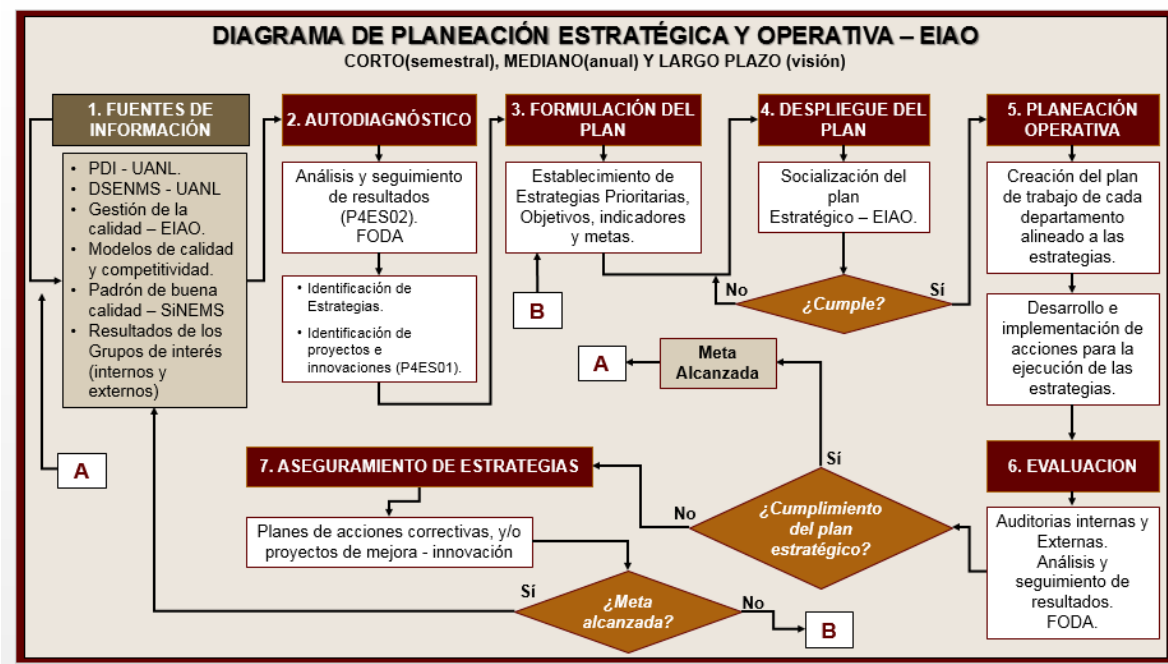 DIAGRAMA DE PLANEACIÓN ESTRATÉGICA Y OPERATIVA – EIAO
CORTO(semestral), MEDIANO(anual) Y LARGO PLAZO (visión)
1. FUENTES DE
INFORMACIÓN
• PDI - UANL.
• DSENMS - UANL
• Gestión de la
calidad – EIAO.
• Modelos de calidad
y competitividad.
• Padrón de buena
calidad – SiNEMS
• Resultados de los
Grupos de interés
(internos y
externos)
A
2. AUTODIAGNÓSTICO
Análisis y seguimiento
de resultados
(P4ES02).
FODA
• Identificación de
Estrategias.
• Identificación de
proyectos e
innovaciones (P4ES01).
3. FORMULACIÓN DEL
PLAN
Establecimiento de
Estrategias Prioritarias,
Objetivos, indicadores
y metas.
B
4. DESPLIEGUE DEL
PLAN
Socialización del
plan
Estratégico – EIAO.
¿Cumple?
No
Sí
5. PLANEACIÓN
OPERATIVA
Creación del plan
de trabajo de cada
departamento
alineado a las
estrategias.
Desarrollo e
implementación de
acciones para la
ejecución de las
estrategias.
6. EVALUACION
Auditorias internas y
Externas.
Análisis y
seguimiento de
resultados.
FODA.
¿Cumplimiento
del plan
estratégico?
Sí
No
Meta
Alcanzada
A
7. ASEGURAMIENTO DE ESTRATEGIAS
Planes de acciones correctivas, y/o
proyectos de mejora - innovación
¿Meta
alcanzada?
Sí
No
B